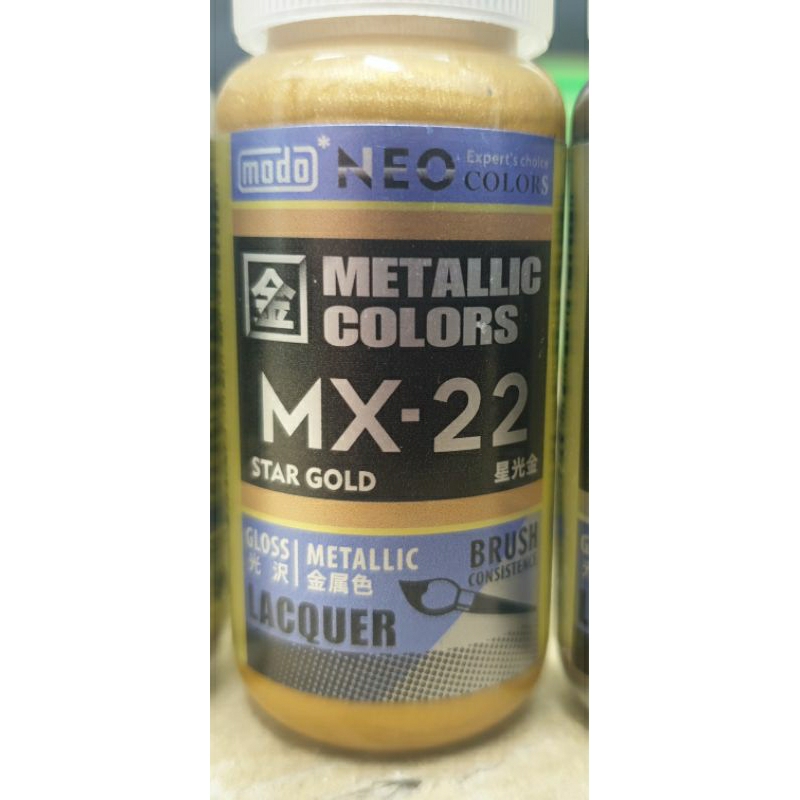 modo*
NEO
Expert's choice
COLORS
金
METALLIC
COLORS
MX-22
STAR GOLD
星光金
GLOSS
光沢
METALLIC
金属色
BRUSH
CONSISTENCE
LACQUER